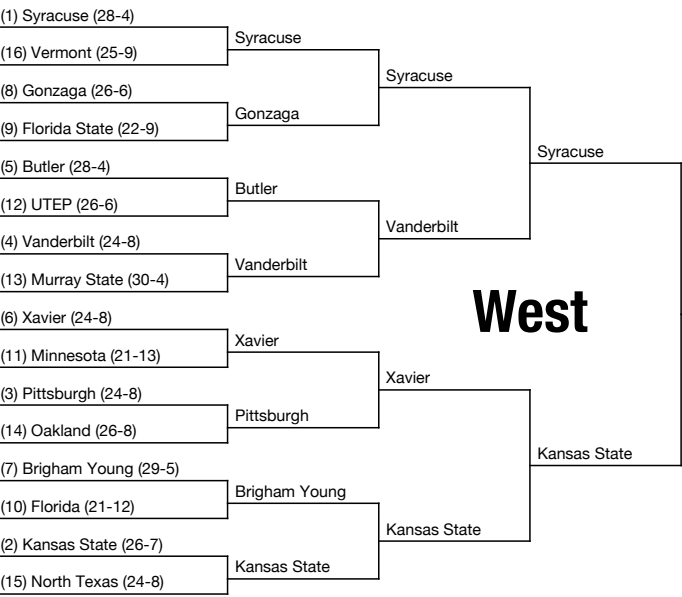 (1) Syracuse (28-4)
(16) Vermont (25-9)
(8) Gonzaga (26-6)
(9) Florida State (22-9)
(5) Butler (28-4)
(12) UTEP (26-6)
(4) Vanderbilt (24-8)
(13) Murray State (30-4)
(6) Xavier (24-8)
(11) Minnesota (21-13)
(3) Pittsburgh (24-8)
(14) Oakland (26-8)
(7) Brigham Young (29-5)
(10) Florida (21-12)
(2) Kansas State (26-7)
(15) North Texas (24-8)
Syracuse
Gonzaga
Butler
Vanderbilt
Xavier
Pittsburgh
Brigham Young
Kansas State
Syracuse
Vanderbilt
Xavier
Kansas State
Syracuse
Kansas State
West